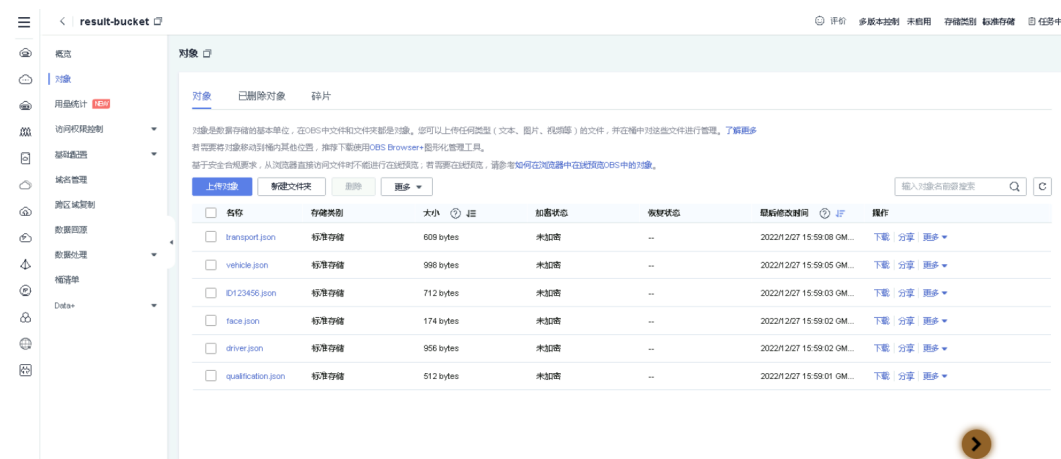 result-bucket
评价 多版本控制 未启用 存储类别 标准存储 任务中
概览
对象
用量统计 NEW
访问权限控制
基础配置
域名管理
跨区域复制
数据回源
数据处理
桶清单
Data+
对象
对象 已删除对象 碎片
对象是数据存储的基本单位，在OBS中文件和文件夹都是对象。您可以上传任何类型（文本、图片、视频等）的文件，并在桶中对这些文件进行管理。了解更多
若需要将对象移动到桶内其他位置，推荐下载使用OBS Browser+图形化管理工具。
基于安全合规要求，从浏览器直接访问文件时不能进行在线预览，若需要在线预览，请参考如何在浏览器中在线预览OBS中的对象。
上传对象 新建文件夹 删除 更多 输入对象名前缀搜索
名称 存储类别 大小 加密状态 恢复状态 最后修改时间 操作
transport.json 标准存储 609 bytes 未加密 -- 2022/12/27 15:59:08 GM... 下载 分享 更多
vehicle.json 标准存储 998 bytes 未加密 -- 2022/12/27 15:59:05 GM... 下载 分享 更多
ID123456.json 标准存储 712 bytes 未加密 -- 2022/12/27 15:59:03 GM... 下载 分享 更多
face.json 标准存储 174 bytes 未加密 -- 2022/12/27 15:59:02 GM... 下载 分享 更多
driver.json 标准存储 956 bytes 未加密 -- 2022/12/27 15:59:02 GM... 下载 分享 更多
qualification.json 标准存储 512 bytes 未加密 -- 2022/12/27 15:59:01 GM... 下载 分享 更多